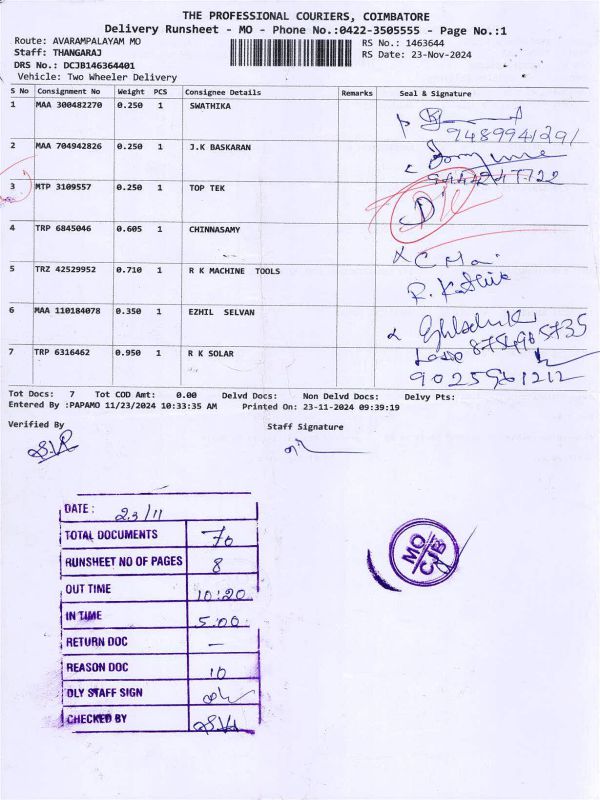 THE PROFESSIONAL COURIERS, COIMBATORE
Delivery Runsheet - MO - Phone No.:0422-3505555 - Page No.:1
Route: AVARAMPALAYAM MO RS No.: 1463644
Staff: THANGARAJ RS Date: 23-Nov-2024
DRS No.: DCJB146364401
Vehicle: Two Wheeler Delivery
S No Consignment No Weight PCS Consignee Details Remarks Seal & Signature
1 MAA 300482270 0.250 1 SWATHIKA
9489941291
2 MAA 704942826 0.250 1 J.K BASKARAN
3 MTP 3109557 0.250 1 TOP TEK
4 TRP 6845046 0.605 1 CHINNASAMY
5 TRZ 42529952 0.710 1 R K MACHINE TOOLS
6 MAA 110184078 0.350 1 EZHIL SELVAN
8754965735
7 TRP 6316462 0.950 1 R K SOLAR
9025961212
Tot Docs: 7 Tot COD Amt: 0.00 Delvd Docs: Non Delvd Docs: Delvy Pts:
Entered By :PAPAMO 11/23/2024 10:33:35 AM Printed On: 23-11-2024 09:39:19
Verified By Staff Signature
DATE : 23/11
TOTAL DOCUMENTS 70
RUNSHEET NO OF PAGES 8
OUT TIME 10:20
IN TIME 5:00
RETURN DOC –
REASON DOC 10
DLY STAFF SIGN
CHECKED BY
MO
CJB